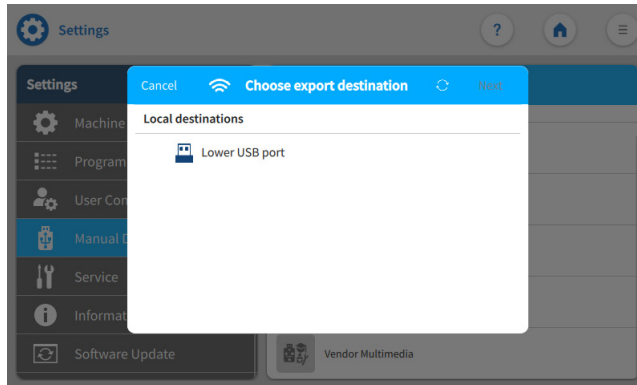 Settings
?
Settings
Cancel
Choose export destination
Next
Machine
Local destinations
Lower USB port
Program
User Con
Manual D
Service
Informat
Software Update
Vendor Multimedia